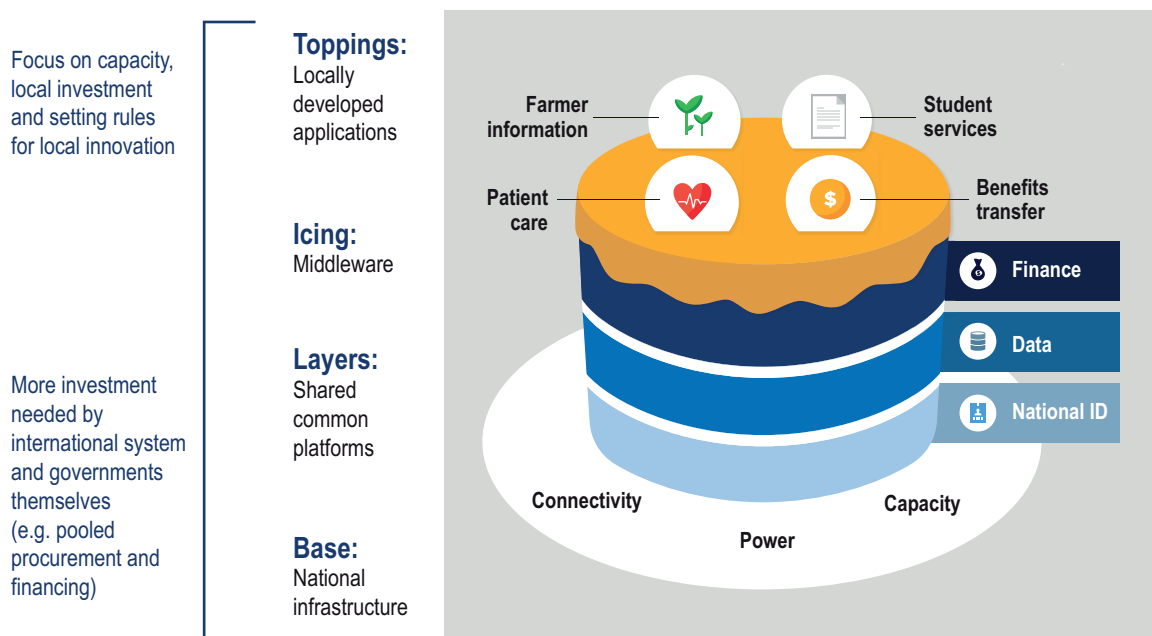 Focus on capacity,
local investment
and setting rules
for local innovation
More investment
needed by
international system
and governments
themselves
(e.g. pooled
procurement and
financing)
Toppings:
Locally
developed
applications
Icing:
Middleware
Layers:
Shared
common
platforms
Base:
National
infrastructure
Farmer
information
Student
services
Patient
care
$
Benefits
transfer
$
Finance
Data
National ID
Connectivity
Capacity
Power